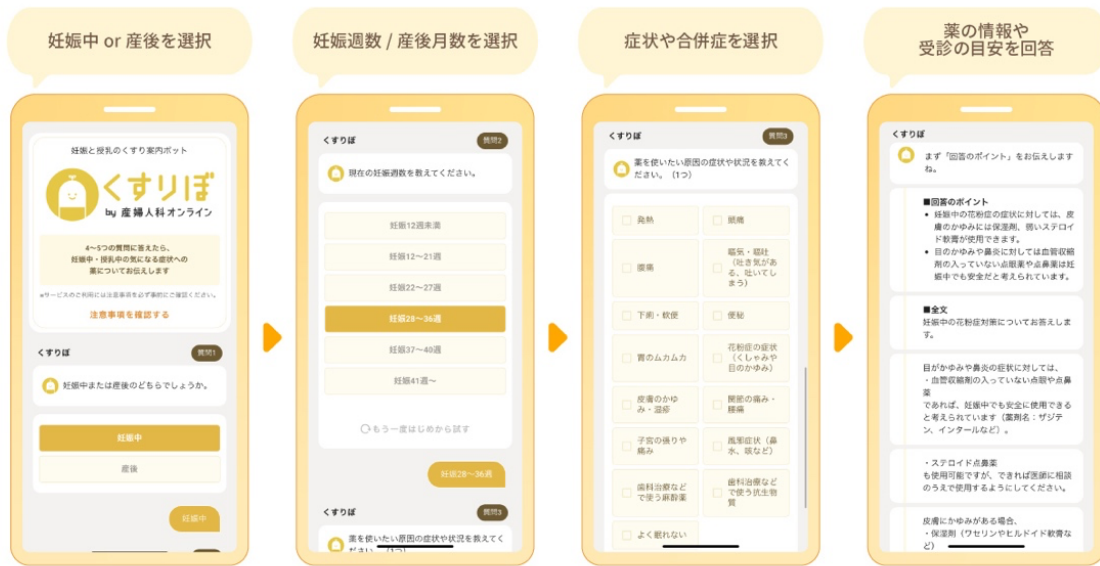 妊娠中 or 産後を選択
妊娠と授乳のくすり案内ボット
くすりぼ
by 産婦人科オンライン
4〜5つの質問に答えたら、
妊娠中・授乳中の気になる症状への
薬についてお伝えします
※サービスのご利用には注意事項を必ず事前にご確認ください。
注意事項を確認する
くすりぼ
質問1
妊娠中または産後のどちらでしょうか。
妊娠中
産後
妊娠中
妊娠週数 / 産後月数を選択
くすりぼ
質問2
現在の妊娠週数を教えてください。
妊娠12週未満
妊娠12〜21週
妊娠22〜27週
妊娠28〜36週
妊娠37〜40週
妊娠41週〜
もう一度はじめから試す
妊娠28〜36週
くすりぼ
質問3
薬を使いたい原因の症状や状況を教えてく
ださい。(1つ)
症状や合併症を選択
くすりぼ
質問3
薬を使いたい原因の症状や状況を教えてく
ださい。(1つ)
発熱
頭痛
腹痛
嘔気・嘔吐
(吐き気があ
る、吐いてし
まう)
下痢・軟便
便秘
胃のムカムカ
花粉症の症状
(くしゃみや
目のかゆみ)
皮膚のかゆ
み・湿疹
関節の痛み・
腰痛
子宮の張りや
痛み
風邪症状(鼻
水、咳など)
歯科治療など
で使う麻酔薬
歯科治療など
で使う抗生物
質
よく眠れない
薬の情報や
受診の目安を回答
くすりぼ
まず「回答のポイント」をお伝えします
ね。
■回答のポイント
• 妊娠中の花粉症の症状に対しては、皮
膚のかゆみには保湿剤、弱いステロイ
ド軟膏が使用できます。
• 目のかゆみや鼻炎に対しては血管収縮
剤の入っていない点眼薬や点鼻薬は妊
娠中でも安全だと考えられています。
■全文
妊娠中の花粉症対策についてお答えしま
す。
目がかゆみや鼻炎の症状に対しては、
・血管収縮剤の入っていない点眼や点鼻
薬
であれば、妊娠中でも安全に使用できる
と考えられています(薬剤名:ザジテ
ン、インタールなど)。
・ステロイド点鼻薬
も使用可能ですが、できれば医師に相談
のうえで使用するようにしてください。
皮膚にかゆみがある場合、
・保湿剤(ワセリンやヒルドイド軟膏な
ど)